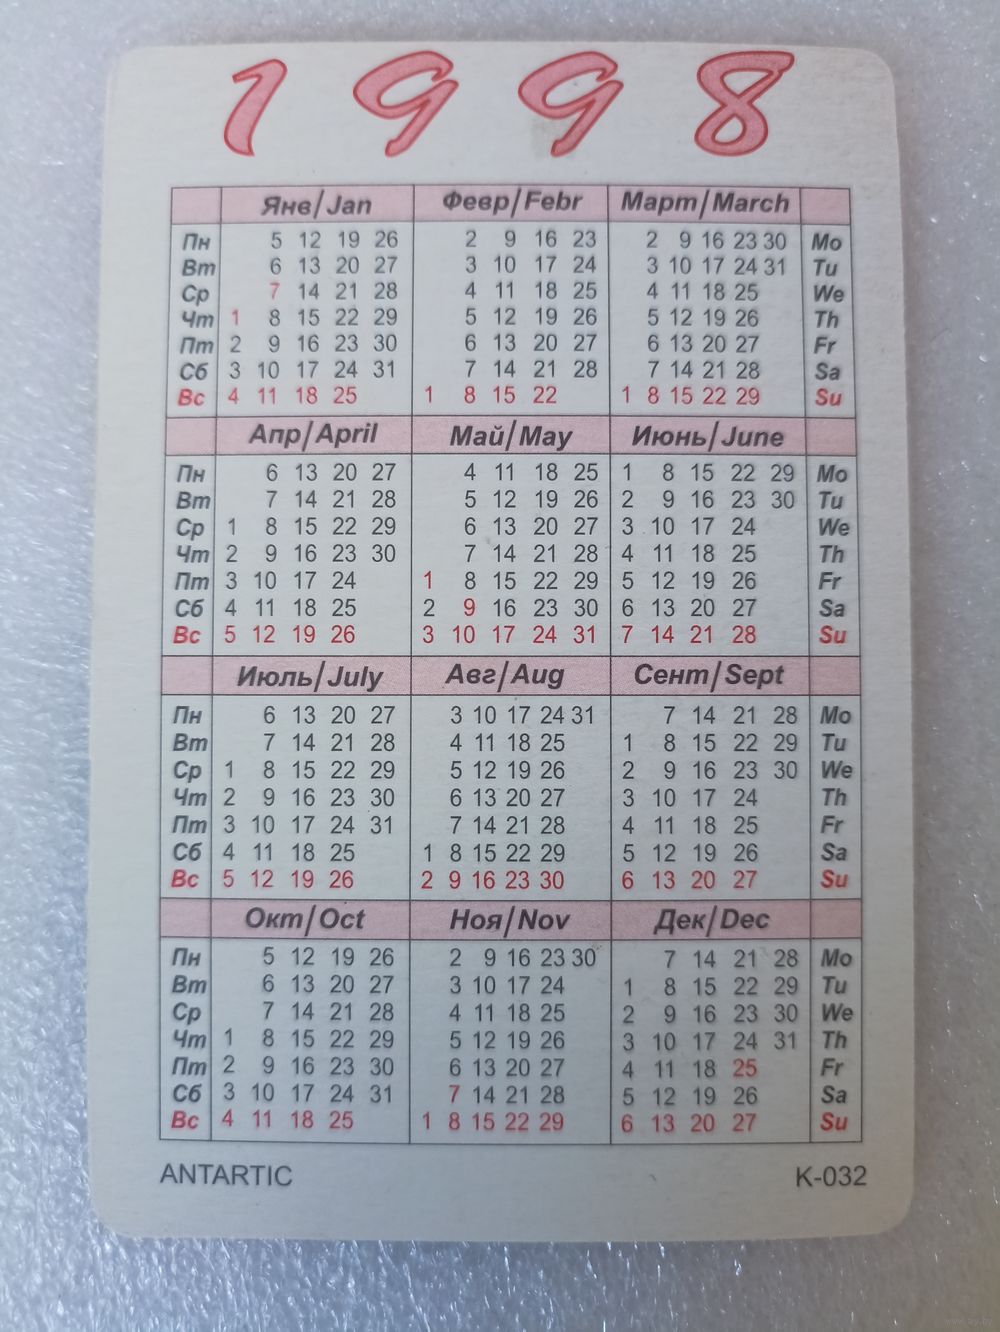 1998
Янв/Jan Февр/Febr Март/March
Пн 5 12 19 26 2 9 16 23 2 9 16 23 30 Mo
Вт 6 13 20 27 3 10 17 24 3 10 17 24 31 Tu
Ср 7 14 21 28 4 11 18 25 4 11 18 25 We
Чт 1 8 15 22 29 5 12 19 26 5 12 19 26 Th
Пт 2 9 16 23 30 6 13 20 27 6 13 20 27 Fr
Сб 3 10 17 24 31 7 14 21 28 7 14 21 28 Sa
Вс 4 11 18 25 1 8 15 22 1 8 15 22 29 Su
Апр/April Май/May Июнь/June
Пн 6 13 20 27 4 11 18 25 1 8 15 22 29 Mo
Вт 7 14 21 28 5 12 19 26 2 9 16 23 30 Tu
Ср 1 8 15 22 29 6 13 20 27 3 10 17 24 We
Чт 2 9 16 23 30 7 14 21 28 4 11 18 25 Th
Пт 3 10 17 24 1 8 15 22 29 5 12 19 26 Fr
Сб 4 11 18 25 2 9 16 23 30 6 13 20 27 Sa
Вс 5 12 19 26 3 10 17 24 31 7 14 21 28 Su
Июль/July Авг/Aug Сент/Sept
Пн 6 13 20 27 3 10 17 24 31 7 14 21 28 Mo
Вт 7 14 21 28 4 11 18 25 1 8 15 22 29 Tu
Ср 1 8 15 22 29 5 12 19 26 2 9 16 23 30 We
Чт 2 9 16 23 30 6 13 20 27 3 10 17 24 Th
Пт 3 10 17 24 31 7 14 21 28 4 11 18 25 Fr
Сб 4 11 18 25 1 8 15 22 29 5 12 19 26 Sa
Вс 5 12 19 26 2 9 16 23 30 6 13 20 27 Su
Окт/Oct Ноя/Nov Дек/Dec
Пн 5 12 19 26 2 9 16 23 30 7 14 21 28 Mo
Вт 6 13 20 27 3 10 17 24 1 8 15 22 29 Tu
Ср 7 14 21 28 4 11 18 25 2 9 16 23 30 We
Чт 1 8 15 22 29 5 12 19 26 3 10 17 24 31 Th
Пт 2 9 16 23 30 6 13 20 27 4 11 18 25 Fr
Сб 3 10 17 24 31 7 14 21 28 5 12 19 26 Sa
Вс 4 11 18 25 1 8 15 22 29 6 13 20 27 Su
ANTARTIC K-032